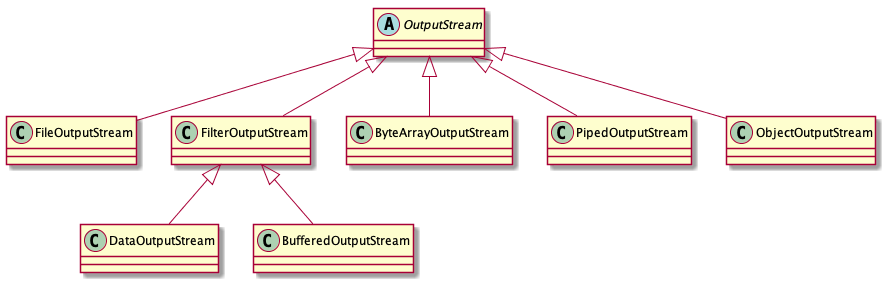 A OutputStream
C FileOutputStream
C FilterOutputStream
C ByteArrayOutputStream
C PipedOutputStream
C ObjectOutputStream
C DataOutputStream
C BufferedOutputStream